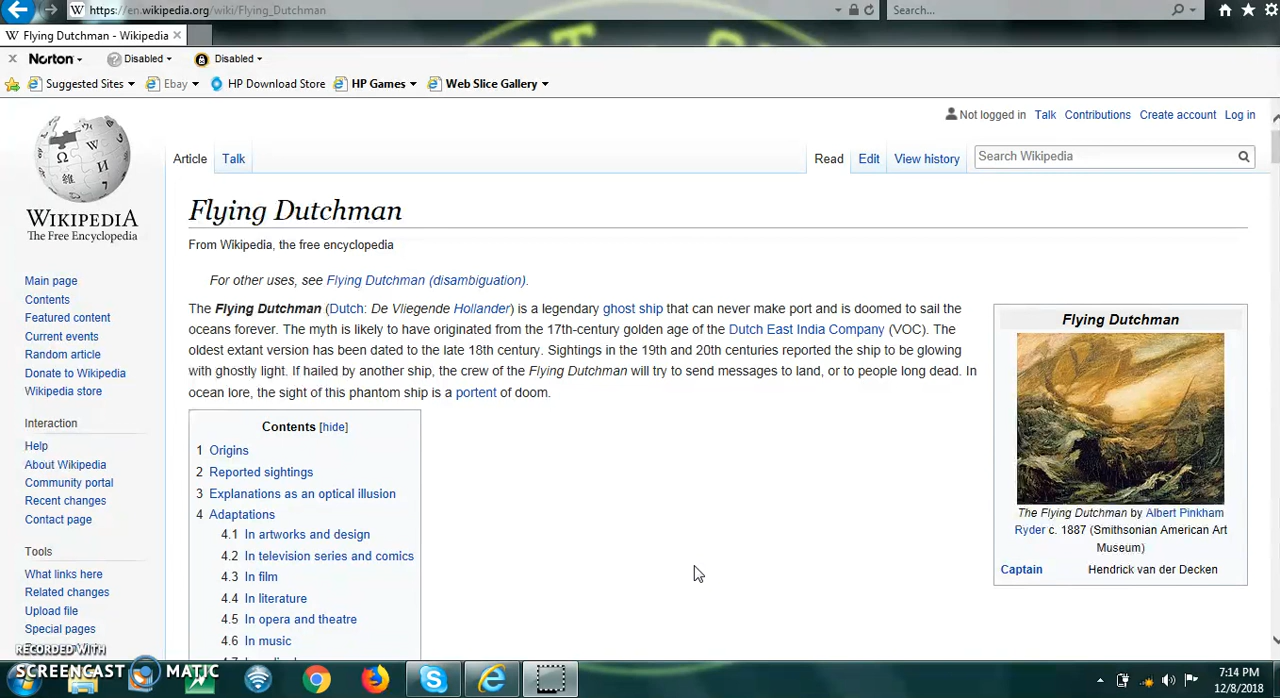 https://en.wikipedia.org/wiki/Flying_Dutchman
Search...
W Flying Dutchman - Wikipedia
Norton
Disabled
Disabled
Suggested Sites
Ebay
HP Download Store
HP Games
Web Slice Gallery
Not logged in Talk Contributions Create account Log in
Article Talk
Read Edit View history
Search Wikipedia
WIKIPEDIA
The Free Encyclopedia
Main page
Contents
Featured content
Current events
Random article
Donate to Wikipedia
Wikipedia store
Interaction
Help
About Wikipedia
Community portal
Recent changes
Contact page
Tools
What links here
Related changes
Upload file
Special pages
Flying Dutchman
From Wikipedia, the free encyclopedia
For other uses, see Flying Dutchman (disambiguation).
The Flying Dutchman (Dutch: De Vliegende Hollander) is a legendary ghost ship that can never make port and is doomed to sail the
oceans forever. The myth is likely to have originated from the 17th-century golden age of the Dutch East India Company (VOC). The
oldest extant version has been dated to the late 18th century. Sightings in the 19th and 20th centuries reported the ship to be glowing
with ghostly light. If hailed by another ship, the crew of the Flying Dutchman will try to send messages to land, or to people long dead. In
ocean lore, the sight of this phantom ship is a portent of doom.
Contents [hide]
1 Origins
2 Reported sightings
3 Explanations as an optical illusion
4 Adaptations
4.1 In artworks and design
4.2 In television series and comics
4.3 In film
4.4 In literature
4.5 In opera and theatre
4.6 In music
Flying Dutchman
The Flying Dutchman by Albert Pinkham
Ryder c. 1887 (Smithsonian American Art
Museum)
Captain Hendrick van der Decken
RECORDED WITH
SCREENCAST MATIC
7:14 PM
12/8/2018